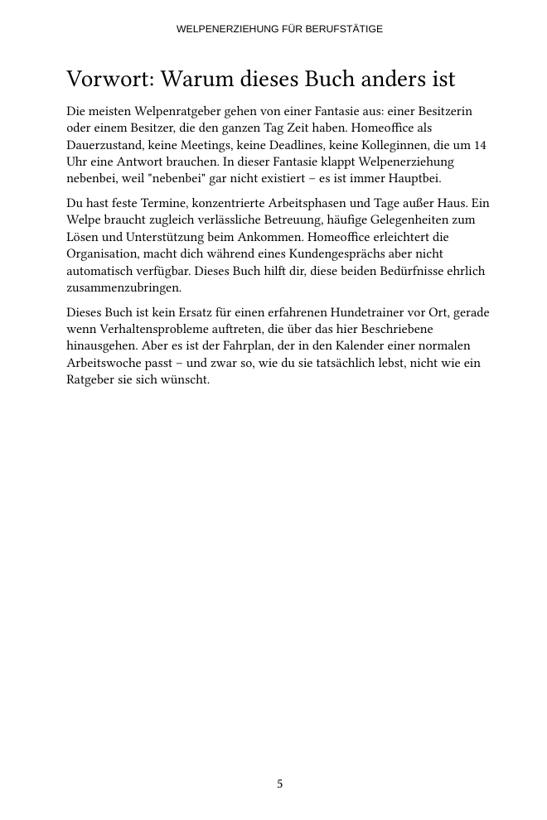 WELPENERZIEHUNG FÜR BERUFSTÄTIGE
Vorwort: Warum dieses Buch anders ist
Die meisten Welpenratgeber gehen von einer Fantasie aus: einer Besitzerin
oder einem Besitzer, die den ganzen Tag Zeit haben. Homeoffice als
Dauerzustand, keine Meetings, keine Deadlines, keine Kolleginnen, die um 14
Uhr eine Antwort brauchen. In dieser Fantasie klappt Welpenerziehung
nebenbei, weil "nebenbei" gar nicht existiert – es ist immer Hauptbei.
Du hast feste Termine, konzentrierte Arbeitsphasen und Tage außer Haus. Ein
Welpe braucht zugleich verlässliche Betreuung, häufige Gelegenheiten zum
Lösen und Unterstützung beim Ankommen. Homeoffice erleichtert die
Organisation, macht dich während eines Kundengesprächs aber nicht
automatisch verfügbar. Dieses Buch hilft dir, diese beiden Bedürfnisse ehrlich
zusammenzubringen.
Dieses Buch ist kein Ersatz für einen erfahrenen Hundetrainer vor Ort, gerade
wenn Verhaltensprobleme auftreten, die über das hier Beschriebene
hinausgehen. Aber es ist der Fahrplan, der in den Kalender einer normalen
Arbeitswoche passt – und zwar so, wie du sie tatsächlich lebst, nicht wie ein
Ratgeber sie sich wünscht.
5